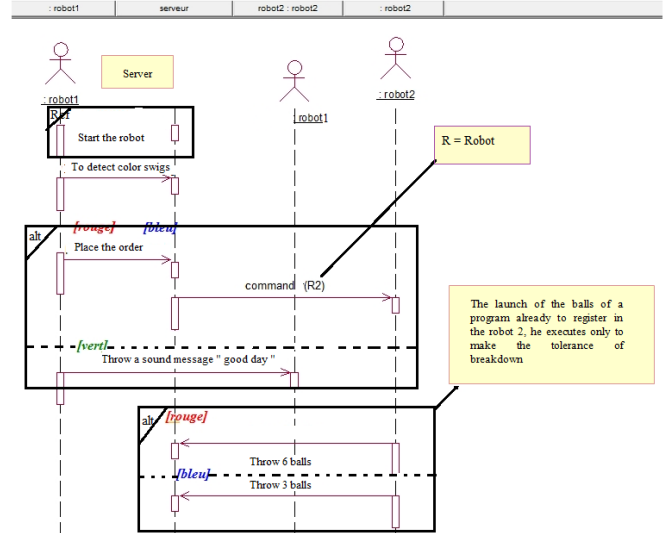 : robot1
serveur
robot2 : robot2
: robot2
Server
: robot1
: robot1
: robot2
Ref
Start the robot
R = Robot
To detect color swigs
alt
[rouge]
[bleu]
Place the order
command (R2)
The launch of the balls of a
program already to register in
the robot 2, he executes only to
make the tolerance of
breakdown
[vert]
Throw a sound message " good day "
alt
[rouge]
Throw 6 balls
[bleu]
Throw 3 balls